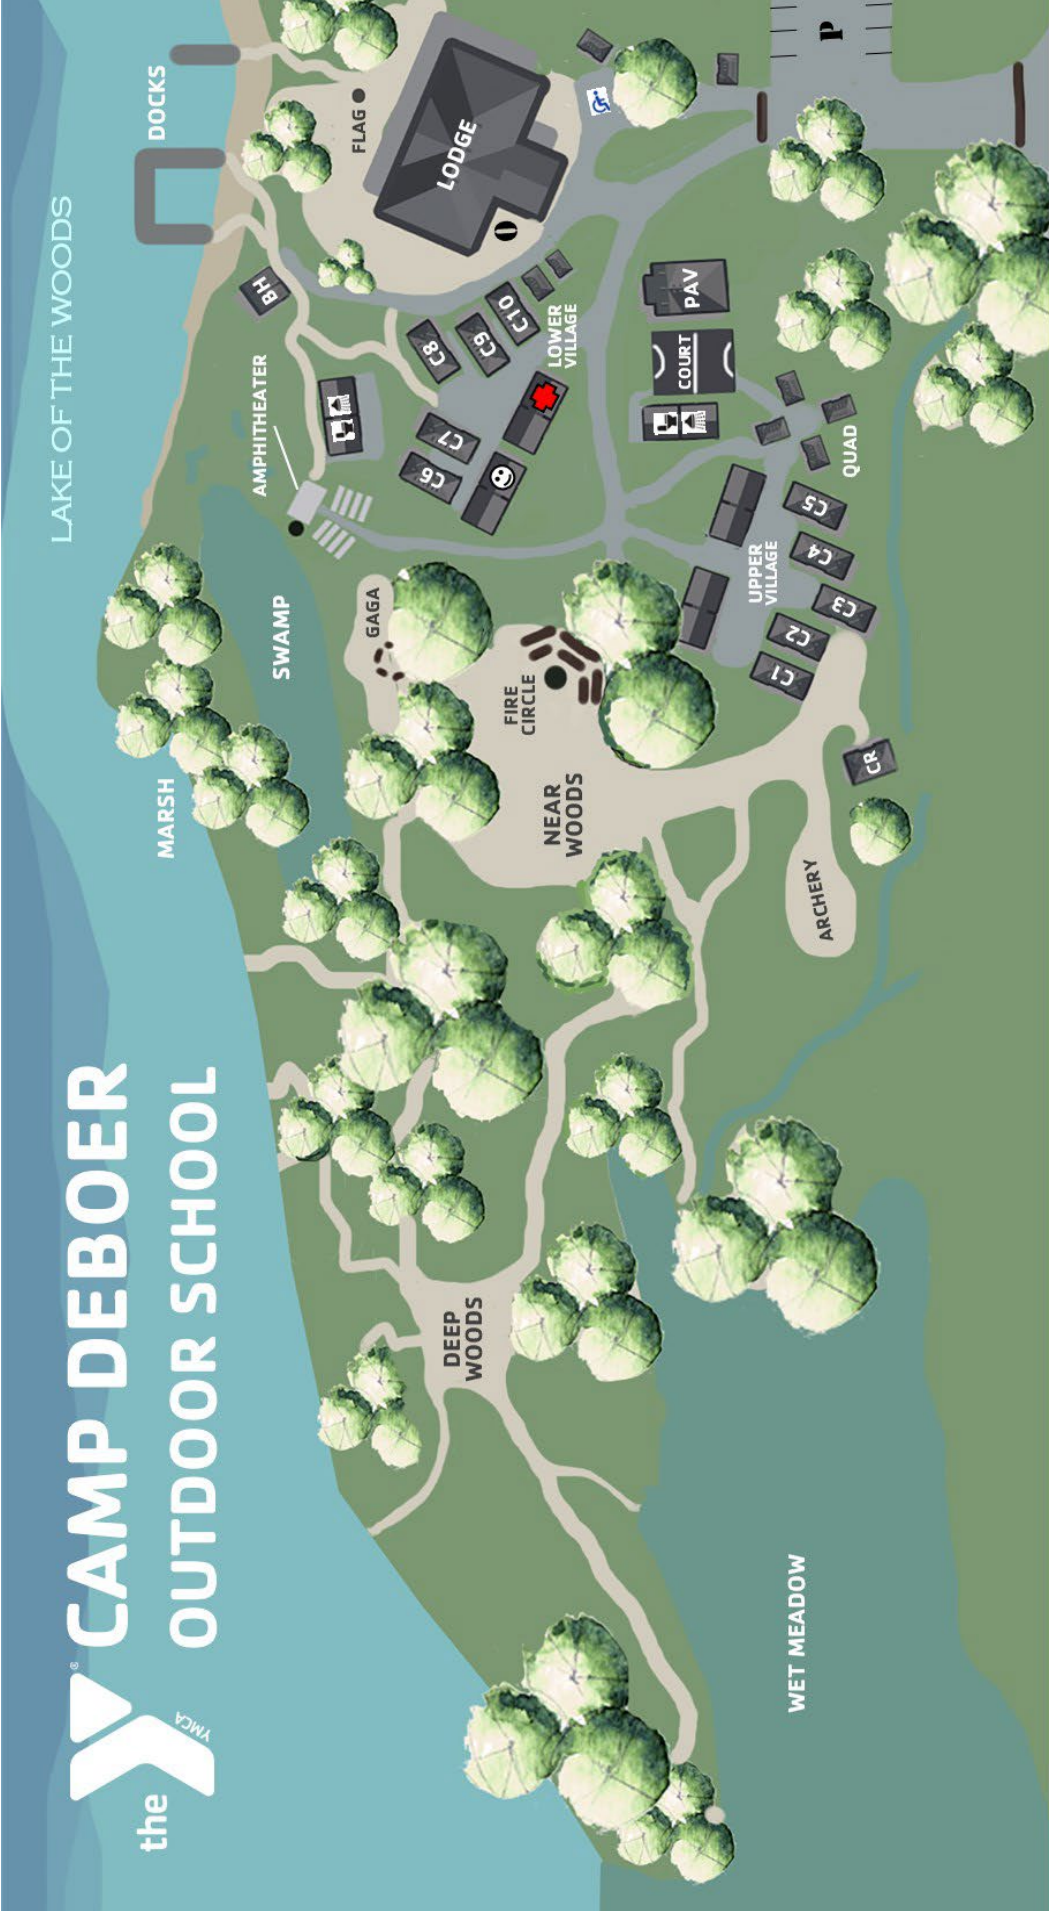 LAKE OF THE WOODS
the
YMCA
®
CAMP DEBOER
OUTDOOR SCHOOL
DOCKS
FLAG
LODGE
O
P
BH
AMPHITHEATER
C8
C9
C10
LOWER
VILLAGE
C7
C6
PAV
COURT
QUAD
UPPER
VILLAGE
C5
C4
C3
C2
C1
CR
ARCHERY
SWAMP
GAGA
FIRE
CIRCLE
NEAR
WOODS
MARSH
DEEP
WOODS
WET MEADOW